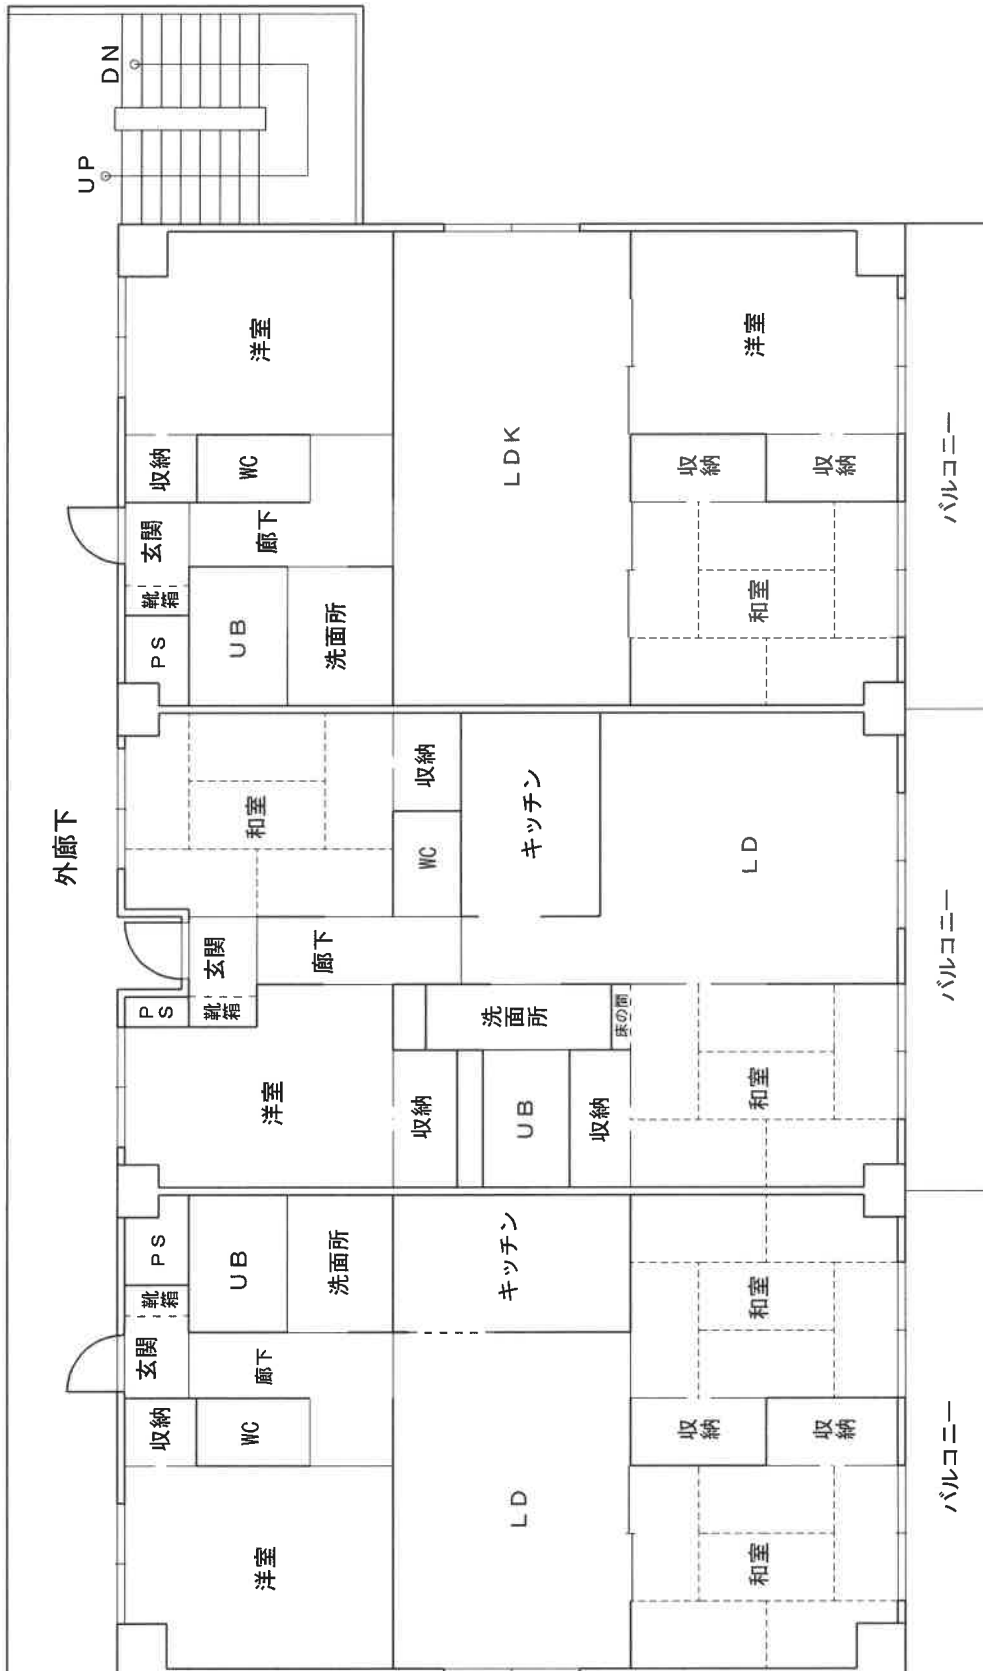 外廊下
UP
DN
洋室
収納
WC
玄関
靴箱
PS
UB
洗面所
廊下
キッチン
LD
和室
収納
収納
和室
バルコニー
PS
靴箱
玄関
廊下
洋室
和室
収納
WC
収納
洗面所
UB
収納
床の間
キッチン
LD
和室
バルコニー
PS
靴箱
玄関
収納
WC
洋室
UB
洗面所
廊下
LDK
和室
収納
収納
洋室
バルコニー